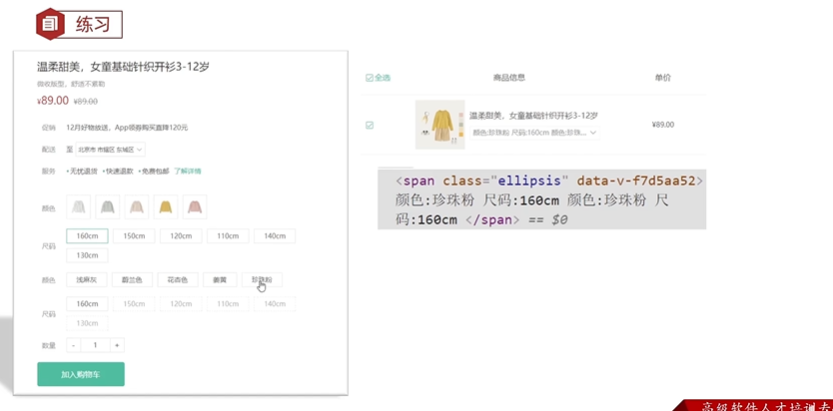 练习
温柔甜美，女童基础针织开衫3-12岁
微收版型，舒适不紧勒
¥89.00 ¥89.00
促销 12月好物放送，App领券购买直降120元
配送 至 北京市 市辖区 东城区
服务 •无忧退货 •快速退款 •免费包邮 了解详情
颜色
尺码 160cm 150cm 120cm 110cm 140cm
130cm
颜色 浅麻灰 蔚兰色 花杏色 姜黄 珍珠粉
尺码 160cm 150cm 120cm 110cm 140cm
130cm
数量 - 1 +
加入购物车
全选 商品信息 单价
温柔甜美，女童基础针织开衫3-12岁
颜色:珍珠粉 尺码:160cm 颜色:珍珠...
¥89.00
<span class="ellipsis" data-v-f7d5aa52>
颜色:珍珠粉 尺码:160cm 颜色:珍珠粉 尺
码:160cm </span> == $0
高级软件人才培训专